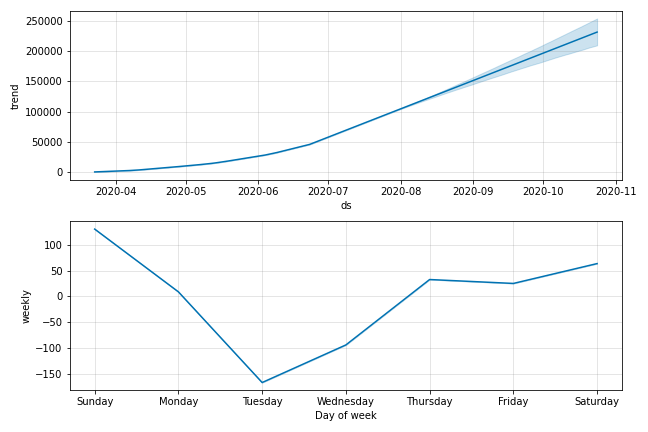 250000
200000
150000
100000
50000
0
trend
2020-04 2020-05 2020-06 2020-07 2020-08 2020-09 2020-10 2020-11
ds
100
50
0
−50
−100
−150
weekly
Sunday Monday Tuesday Wednesday Thursday Friday Saturday
Day of week